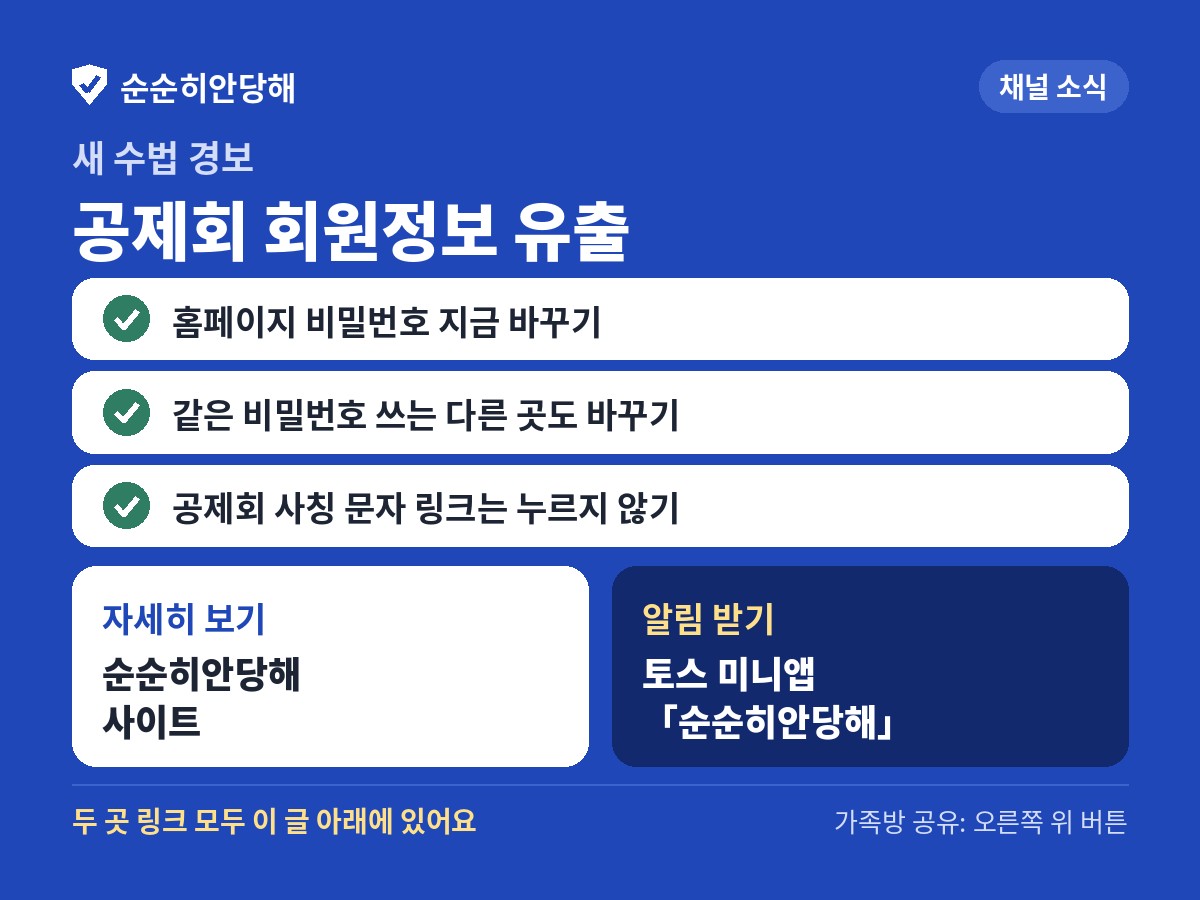 순순히안당해
채널 소식
새 수법 경보
공제회 회원정보 유출
홈페이지 비밀번호 지금 바꾸기
같은 비밀번호 쓰는 다른 곳도 바꾸기
공제회 사칭 문자 링크는 누르지 않기
자세히 보기
순순히안당해
사이트
알림 받기
토스 미니앱
「순순히안당해」
두 곳 링크 모두 이 글 아래에 있어요
가족방 공유: 오른쪽 위 버튼